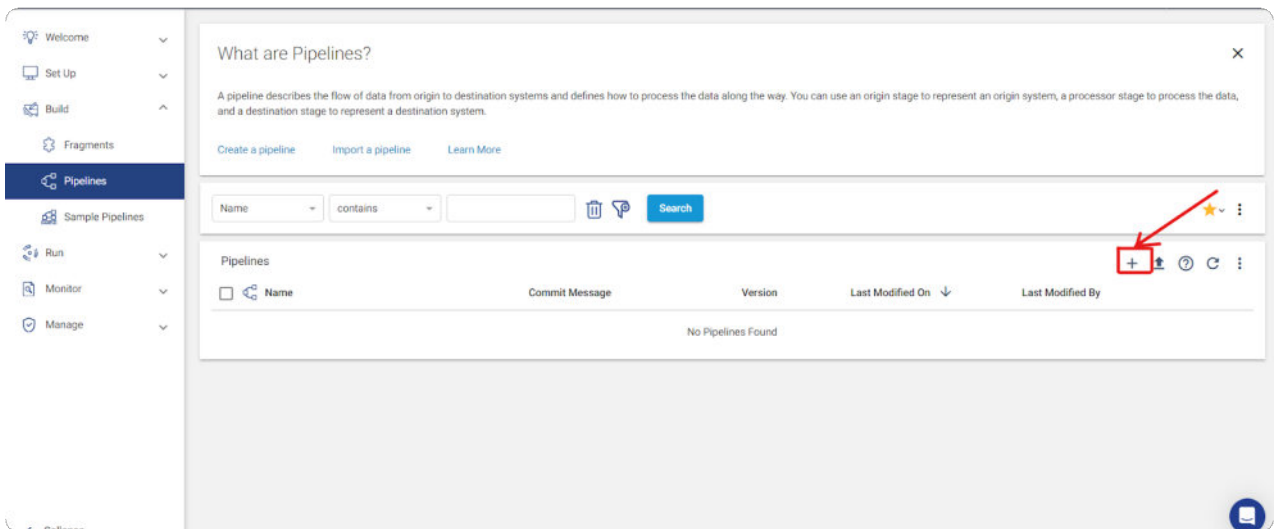 Welcome
Set Up
Build
Fragments
Pipelines
Sample Pipelines
Run
Monitor
Manage
What are Pipelines?
A pipeline describes the flow of data from origin to destination systems and defines how to process the data along the way. You can use an origin stage to represent an origin system, a processor stage to process the data,
and a destination stage to represent a destination system.
Create a pipeline Import a pipeline Learn More
Name contains Search
Pipelines
Name Commit Message Version Last Modified On Last Modified By
No Pipelines Found